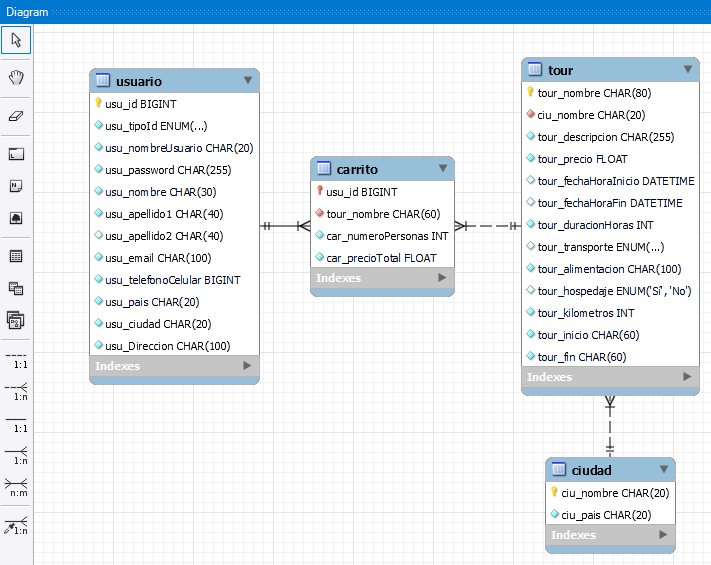 Diagram
usuario
usu_id BIGINT
usu_tipoId ENUM(...)
usu_nombreUsuario CHAR(20)
usu_password CHAR(255)
usu_nombre CHAR(30)
usu_apellido1 CHAR(40)
usu_apellido2 CHAR(40)
usu_email CHAR(100)
usu_telefonoCelular BIGINT
usu_pais CHAR(20)
usu_ciudad CHAR(20)
usu_Direccion CHAR(100)
Indexes
carrito
usu_id BIGINT
tour_nombre CHAR(60)
car_numeroPersonas INT
car_precioTotal FLOAT
Indexes
tour
tour_nombre CHAR(80)
ciu_nombre CHAR(20)
tour_descripcion CHAR(255)
tour_precio FLOAT
tour_fechaHoraInicio DATETIME
tour_fechaHoraFin DATETIME
tour_duracionHoras INT
tour_transporte ENUM(...)
tour_alimentacion CHAR(100)
tour_hospedaje ENUM('Sí', 'No')
tour_kilometros INT
tour_inicio CHAR(60)
tour_fin CHAR(60)
Indexes
ciudad
ciu_nombre CHAR(20)
ciu_pais CHAR(20)
Indexes
1:1
1:n
1:1
1:n
n:m
1:n